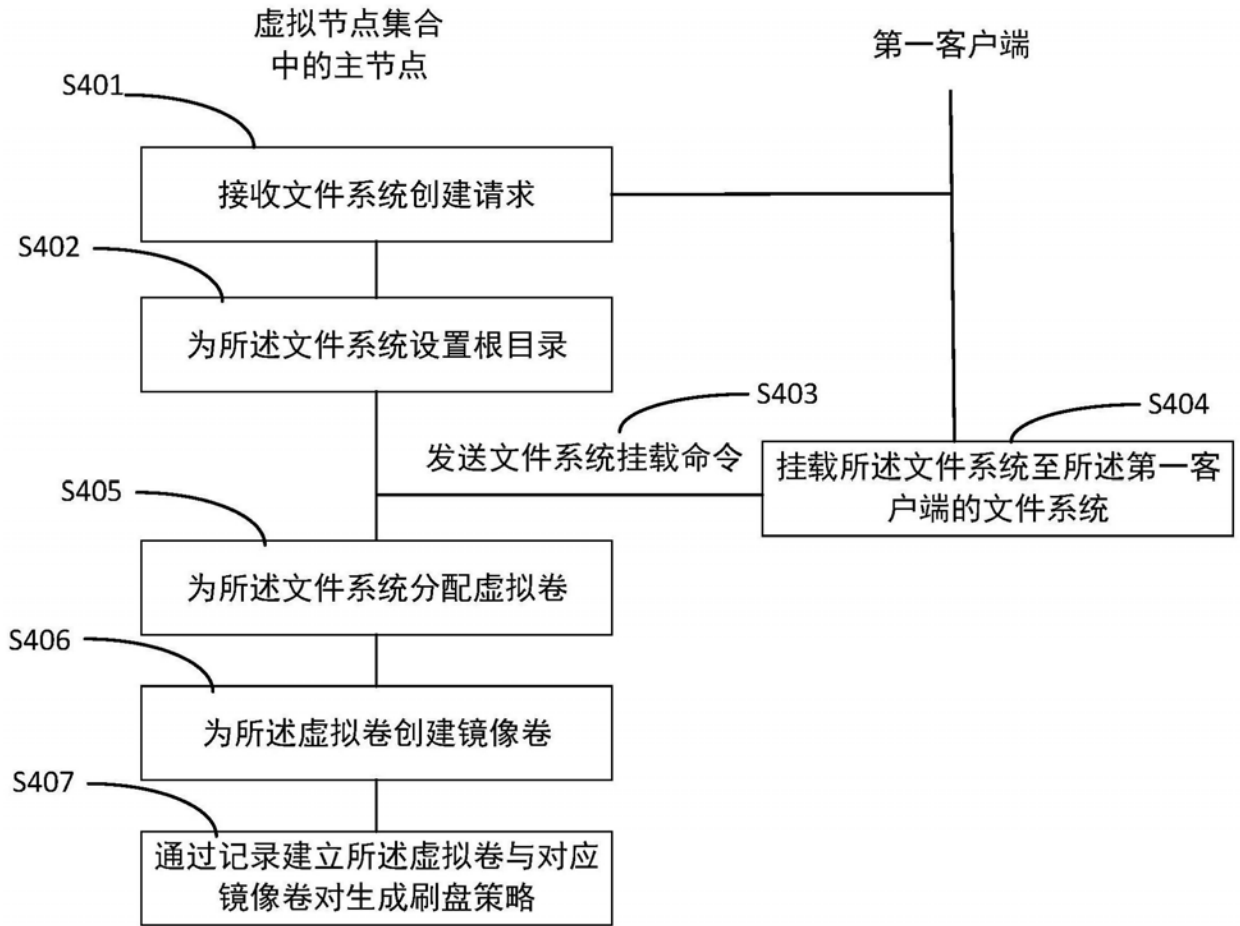 虚拟节点集合
中的主节点
第一客户端
S401
接收文件系统创建请求
S402
为所述文件系统设置根目录
S403
发送文件系统挂载命令
S404
挂载所述文件系统至所述第一客
户端的文件系统
S405
为所述文件系统分配虚拟卷
S406
为所述虚拟卷创建镜像卷
S407
通过记录建立所述虚拟卷与对应
镜像卷对生成刷盘策略